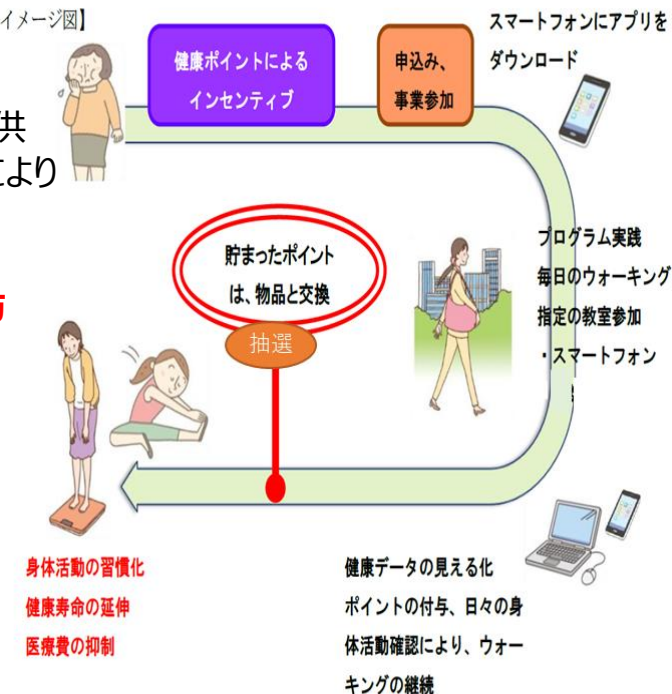 イメージ図】
健康ポイントによる
インセンティブ
申込み、
事業参加
スマートフォンにアプリを
ダウンロード
供
により
貯まったポイント
は、物品と交換
抽選
プログラム実践
毎日のウォーキング
指定の教室参加
・スマートフォン
身体活動の習慣化
健康寿命の延伸
医療費の抑制
健康データの見える化
ポイントの付与、日々の身
体活動確認により、ウォー
キングの継続